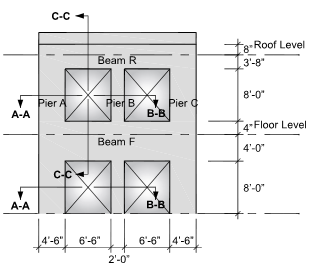 C-C
8" Roof Level
Beam R
3'-8"
Pier A Pier B Pier C
8'-0"
A-A B-B
4" Floor Level
Beam F
4'-0"
C-C
8'-0"
A-A B-B
4'-6" 6'-6" 6'-6" 4'-6"
2'-0"